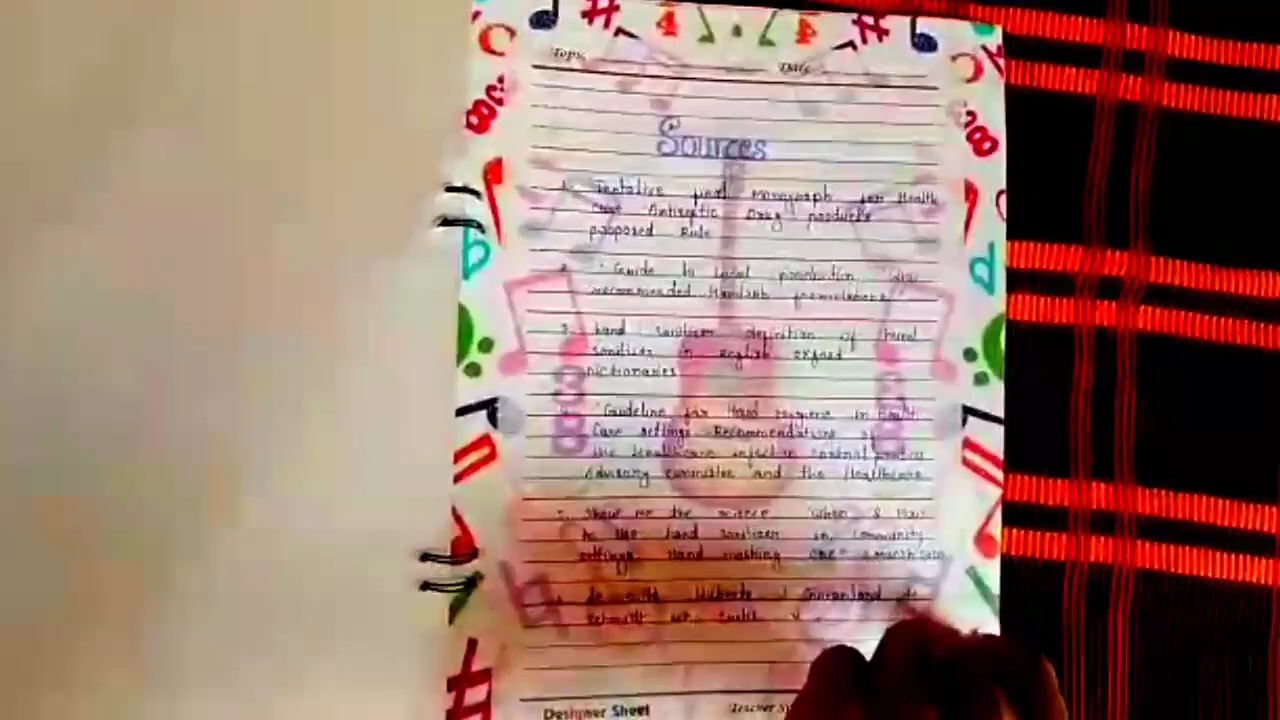 Topic Date
Sources
1. Tentative final monograph for Health
Care Antiseptic Drug products
proposed Rule
2. "Guide to Local production
recommended Handrub formulations"
3. hand sanitizer definition of hand
sanitizer in english oxford
Dictionaries
4. "Guideline for Hand Hygiene in Health
Care settings Recommendations of
the Healthcare infection control practice
Advisory committee and the Healthcare
5. Show me the science When & How
to use hand sanitizer in community
settings Hand washing
Designer Sheet Teacher